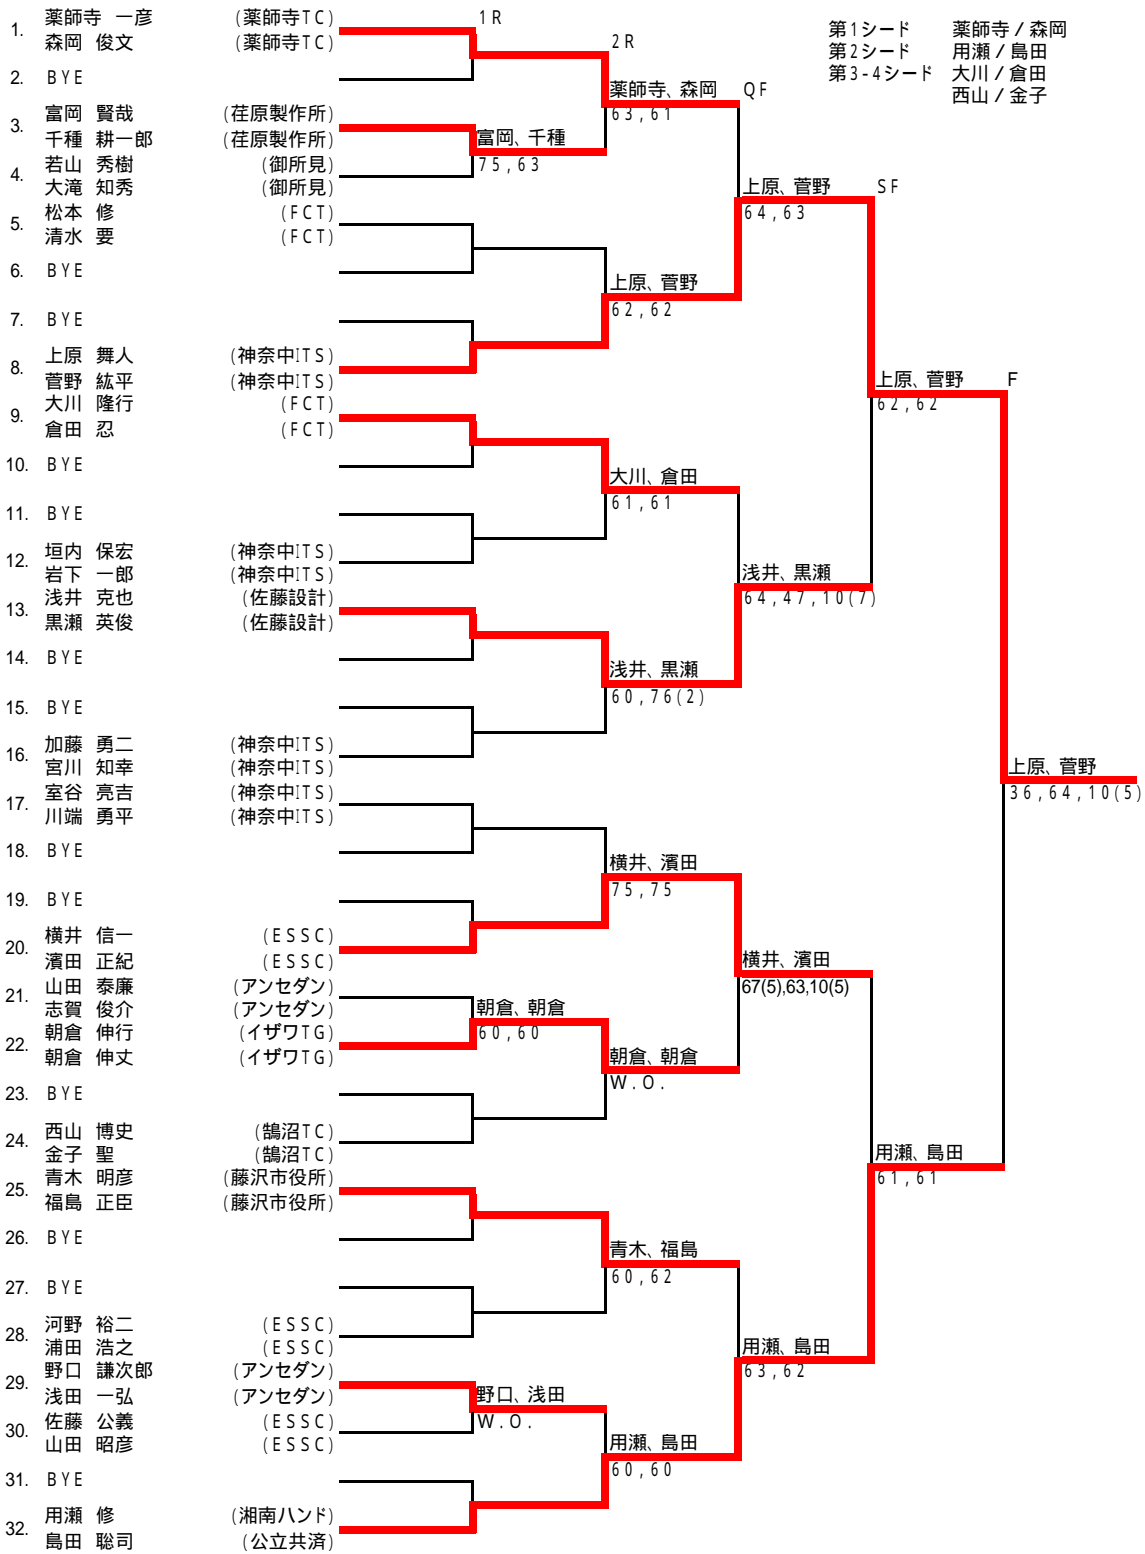 1R
2R
QF
SF
F
第1シード 薬師寺/森岡
第2シード 用瀬/島田
第3-4シード 大川/倉田
西山/金子
1. 薬師寺 一彦 (薬師寺TC)
森岡 俊文 (薬師寺TC)
2. BYE
3. 富岡 賢哉 (荏原製作所)
千種 耕一郎 (荏原製作所)
4. 若山 秀樹 (御所見)
大滝 知秀 (御所見)
5. 松本 修 (FCT)
清水 要 (FCT)
6. BYE
7. BYE
8. 上原 舞人 (神奈中ITS)
菅野 紘平 (神奈中ITS)
9. 大川 隆行 (FCT)
倉田 忍 (FCT)
10. BYE
11. BYE
12. 垣内 保宏 (神奈中ITS)
岩下 一郎 (神奈中ITS)
13. 浅井 克也 (佐藤設計)
黒瀬 英俊 (佐藤設計)
14. BYE
15. BYE
16. 加藤 勇二 (神奈中ITS)
宮川 知幸 (神奈中ITS)
17. 室谷 亮吉 (神奈中ITS)
川端 勇平 (神奈中ITS)
18. BYE
19. BYE
20. 横井 信一 (ESSC)
濱田 正紀 (ESSC)
21. 山田 泰廉 (アンセダン)
志賀 俊介 (アンセダン)
22. 朝倉 伸行 (イザワTG)
朝倉 伸丈 (イザワTG)
23. BYE
24. 西山 博史 (鵠沼TC)
金子 聖 (鵠沼TC)
25. 青木 明彦 (藤沢市役所)
福島 正臣 (藤沢市役所)
26. BYE
27. BYE
28. 河野 裕二 (ESSC)
浦田 浩之 (ESSC)
29. 野口 謙次郎 (アンセダン)
浅田 一弘 (アンセダン)
30. 佐藤 公義 (ESSC)
山田 昭彦 (ESSC)
31. BYE
32. 用瀬 修 (湘南ハンド)
島田 聡司 (公立共済)
富岡、千種
75,63
朝倉、朝倉
60,60
野口、浅田
W.O.
薬師寺、森岡
63,61
上原、菅野
62,62
大川、倉田
61,61
浅井、黒瀬
60,76(2)
横井、濱田
75,75
朝倉、朝倉
W.O.
青木、福島
60,62
用瀬、島田
60,60
上原、菅野
64,63
浅井、黒瀬
64,47,10(7)
横井、濱田
67(5),63,10(5)
用瀬、島田
63,62
上原、菅野
62,62
用瀬、島田
61,61
上原、菅野
36,64,10(5)